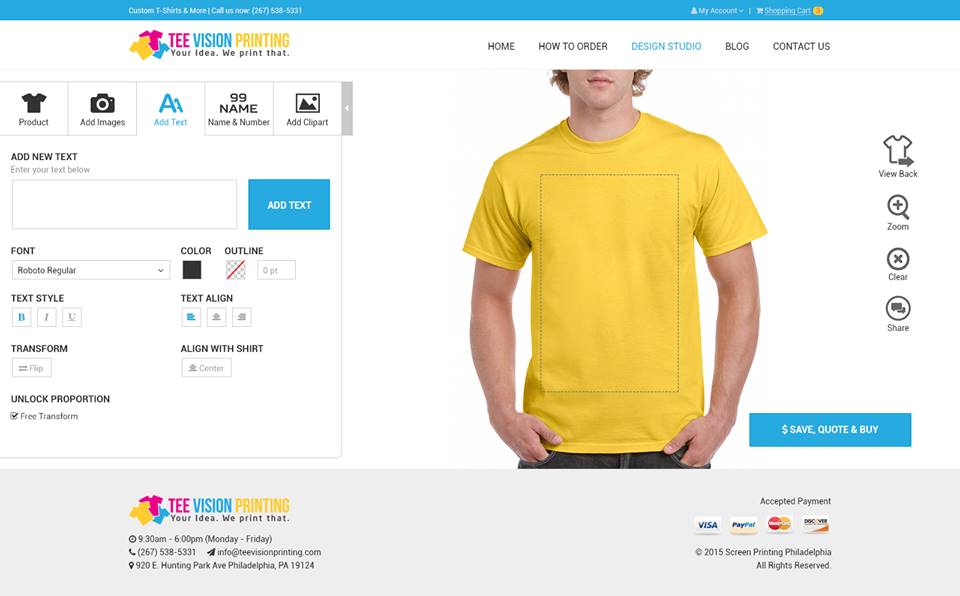 Custom T-Shirts & More | Call us now: (267) 538-5331
My Account | Shopping Cart 3
TEE VISION PRINTING
Your Idea. We print that.
HOME HOW TO ORDER DESIGN STUDIO BLOG CONTACT US
Product Add Images Add Text 99 NAME Name & Number Add Clipart
ADD NEW TEXT
Enter your text below
ADD TEXT
FONT COLOR OUTLINE
Roboto Regular 0 pt
TEXT STYLE TEXT ALIGN
B I U
TRANSFORM ALIGN WITH SHIRT
Flip Center
UNLOCK PROPORTION
Free Transform
View Back
Zoom
Clear
Share
$ SAVE, QUOTE & BUY
TEE VISION PRINTING
Your Idea. We print that.
9:30am - 6:00pm (Monday - Friday)
(267) 538-5331 info@teevisionprinting.com
920 E. Hunting Park Ave Philadelphia, PA 19124
Accepted Payment
VISA PayPal MasterCard DISCOVER
© 2015 Screen Printing Philadelphia
All Rights Reserved.